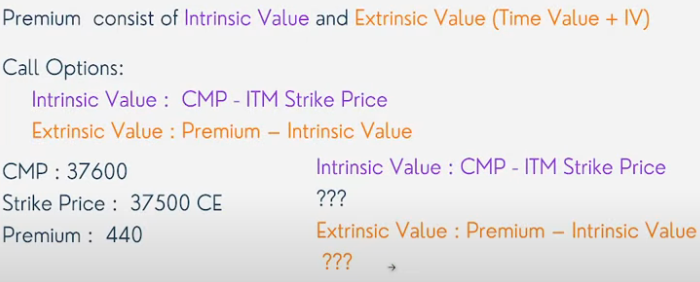 Premium consist of Intrinsic Value and Extrinsic Value (Time Value + IV)
Call Options:
Intrinsic Value : CMP - ITM Strike Price
Extrinsic Value : Premium – Intrinsic Value
CMP : 37600
Strike Price : 37500 CE
Premium : 440
Intrinsic Value : CMP - ITM Strike Price
???
Extrinsic Value : Premium – Intrinsic Value
???